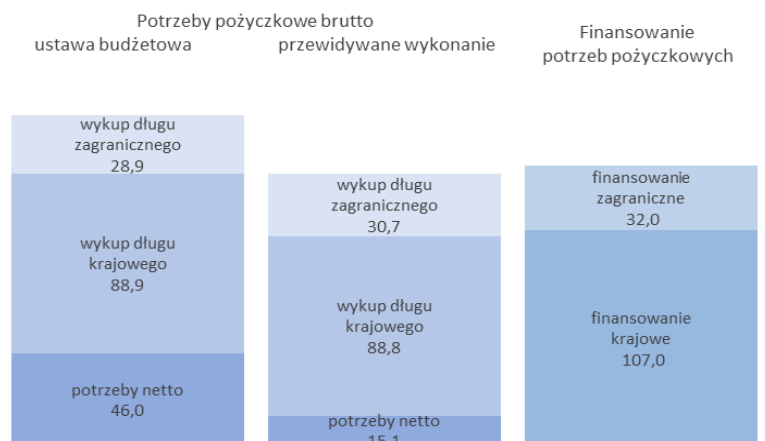 Potrzeby pożyczkowe brutto
ustawa budżetowa
przewidywane wykonanie
Finansowanie
potrzeb pożyczkowych
wykup długu
zagranicznego
28,9
wykup długu
krajowego
88,9
potrzeby netto
46,0
wykup długu
zagranicznego
30,7
wykup długu
krajowego
88,8
potrzeby netto
15,1
finansowanie
zagraniczne
32,0
finansowanie
krajowe
107,0